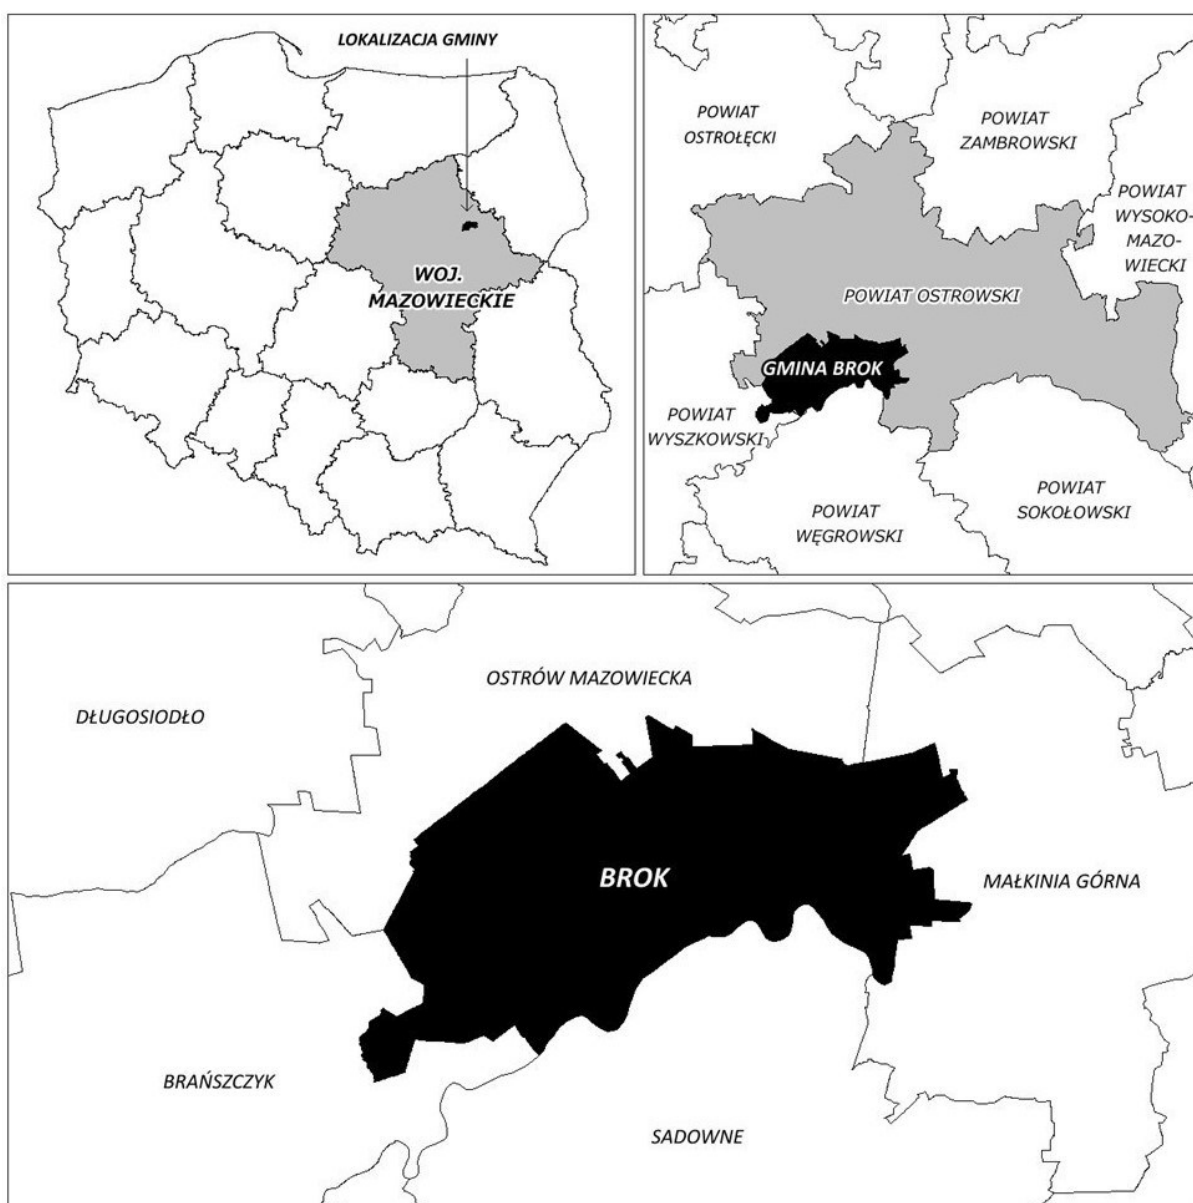 LOKALIZACJA GMINY
WOJ.
MAZOWIECKIE
POWIAT
OSTROŁĘCKI
POWIAT
ZAMBROWSKI
POWIAT
WYSOKO-
MAZO-
WIECKI
POWIAT OSTROWSKI
GMINA BROK
POWIAT
WYSZKOWSKI
POWIAT
WĘGROWSKI
POWIAT
SOKOŁOWSKI
OSTRÓW MAZOWIECKA
DŁUGOSIODŁO
BROK
MAŁKINIA GÓRNA
BRAŃSZCZYK
SADOWNE